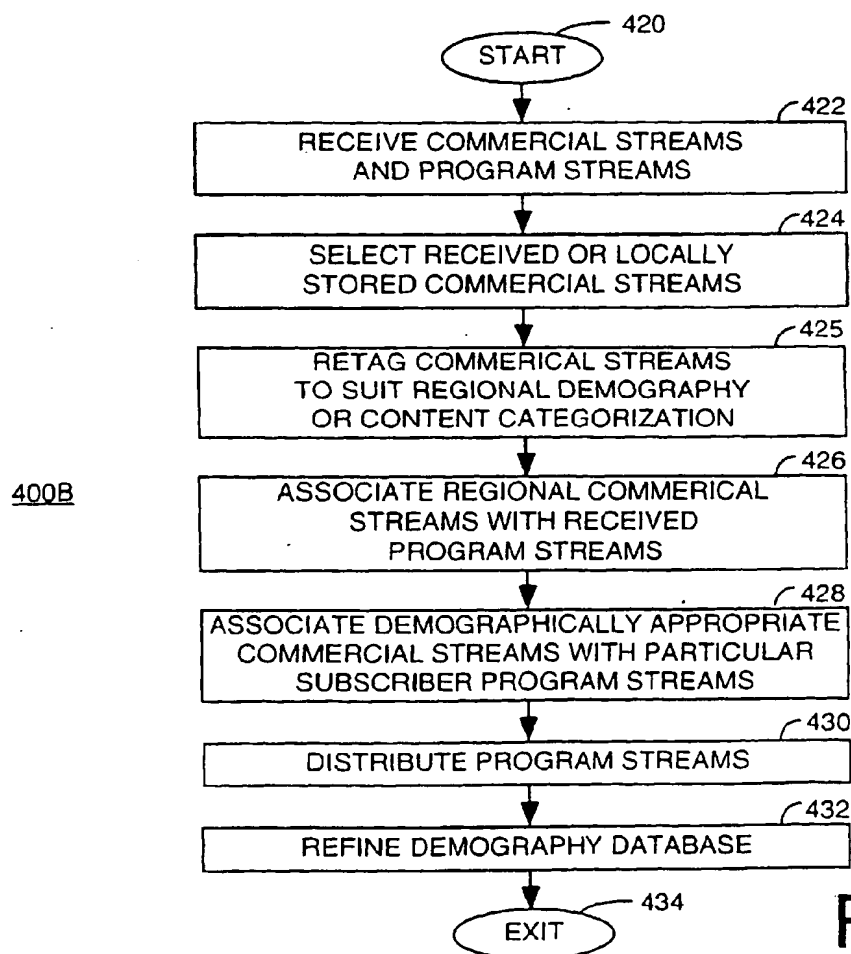 420
START
422
RECEIVE COMMERCIAL STREAMS
AND PROGRAM STREAMS
424
SELECT RECEIVED OR LOCALLY
STORED COMMERCIAL STREAMS
425
RETAG COMMERICAL STREAMS
TO SUIT REGIONAL DEMOGRAPHY
OR CONTENT CATEGORIZATION
426
400B
ASSOCIATE REGIONAL COMMERICAL
STREAMS WITH RECEIVED
PROGRAM STREAMS
428
ASSOCIATE DEMOGRAPHICALLY APPROPRIATE
COMMERCIAL STREAMS WITH PARTICULAR
SUBSCRIBER PROGRAM STREAMS
430
DISTRIBUTE PROGRAM STREAMS
432
REFINE DEMOGRAPHY DATABASE
434
EXIT